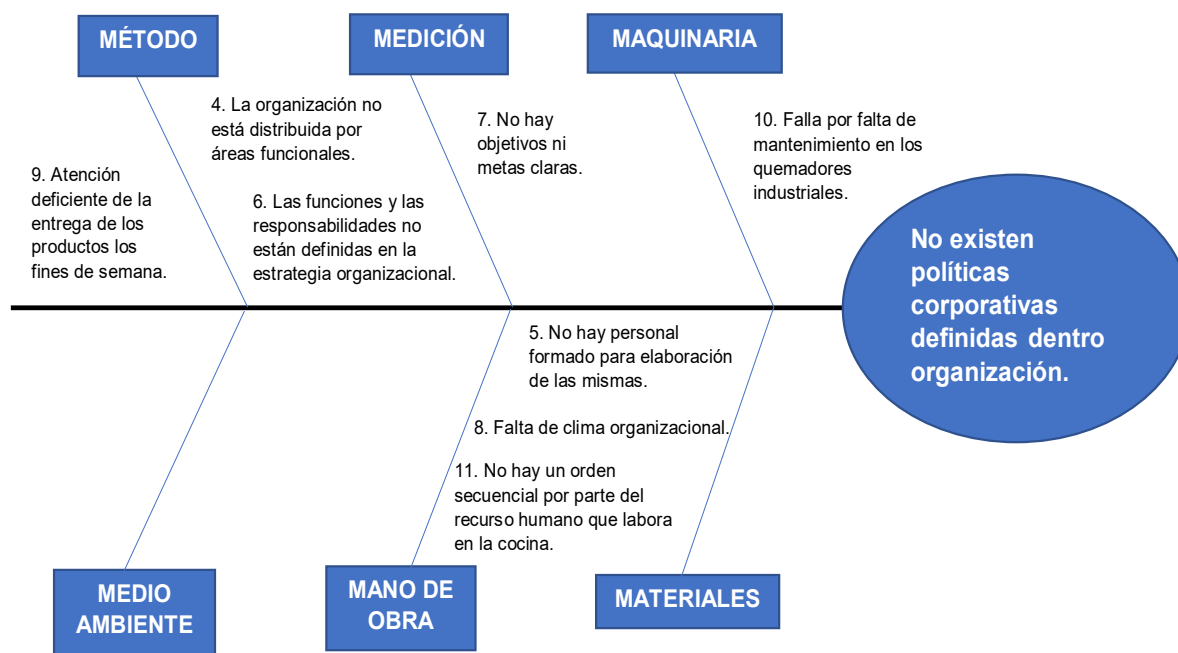 MÉTODO
MEDICIÓN
MAQUINARIA
4. La organización no
está distribuida por
áreas funcionales.
7. No hay
objetivos ni
metas claras.
10. Falla por falta de
mantenimiento en los
quemadores
industriales.
9. Atención
deficiente de la
entrega de los
productos los
fines de semana.
6. Las funciones y las
responsabilidades no
están definidas en la
estrategia organizacional.
No existen
políticas
corporativas
definidas dentro
organización.
5. No hay personal
formado para elaboración
de las mismas.
8. Falta de clima organizacional.
11. No hay un orden
secuencial por parte del
recurso humano que labora
en la cocina.
MEDIO
AMBIENTE
MANO DE
OBRA
MATERIALES